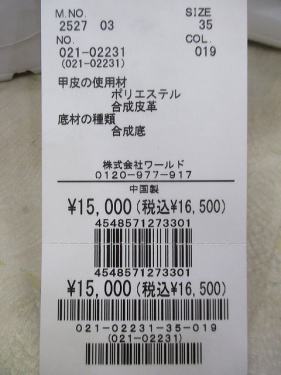 M.NO. SIZE
2527 03 35
NO. COL.
021-02231 019
(021-02231)
甲皮の使用材
ポリエステル
合成皮革
底材の種類
合成底
株式会社ワールド
0120-977-917
中国製
¥15,000(税込¥16,500)
4548571273301
4548571273301
¥15,000(税込¥16,500)
021-02231-35-019
(021-02231)